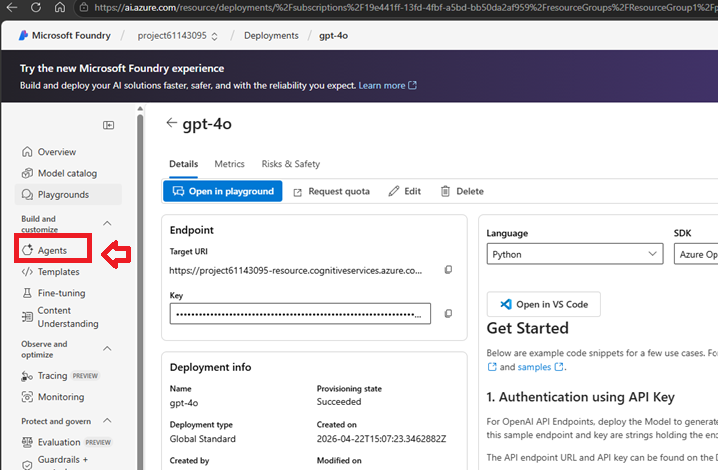 https://ai.azure.com/resource/deployments/%2Fsubscriptions%2F19e441ff-13fd-4fbf-a5bd-bb50da2af959%2FresourceGroups%2FResourceGroup1%2Fp
Microsoft Foundry / project61143095 / Deployments / gpt-4o
Try the new Microsoft Foundry experience
Build and deploy your AI solutions faster, safer, and with the reliability you expect. Learn more
Overview
Model catalog
Playgrounds
Build and
customize
Agents
Templates
Fine-tuning
Content
Understanding
Observe and
optimize
Tracing PREVIEW
Monitoring
Protect and govern
Evaluation PREVIEW
Guardrails +
gpt-4o
Details Metrics Risks & Safety
Open in playground Request quota Edit Delete
Endpoint
Target URI
https://project61143095-resource.cognitiveservices.azure.co...
Key
Deployment info
Name
gpt-4o
Provisioning state
Succeeded
Deployment type
Global Standard
Created on
2026-04-22T15:07:23.3462882Z
Created by
Modified on
Language
Python
SDK
Azure Op
Open in VS Code
Get Started
Below are example code snippets for a few use cases. Fo
and samples .
1. Authentication using API Key
For OpenAI API Endpoints, deploy the Model to generate
this sample endpoint and key are strings holding the end
The API endpoint URL and API key can be found on the D